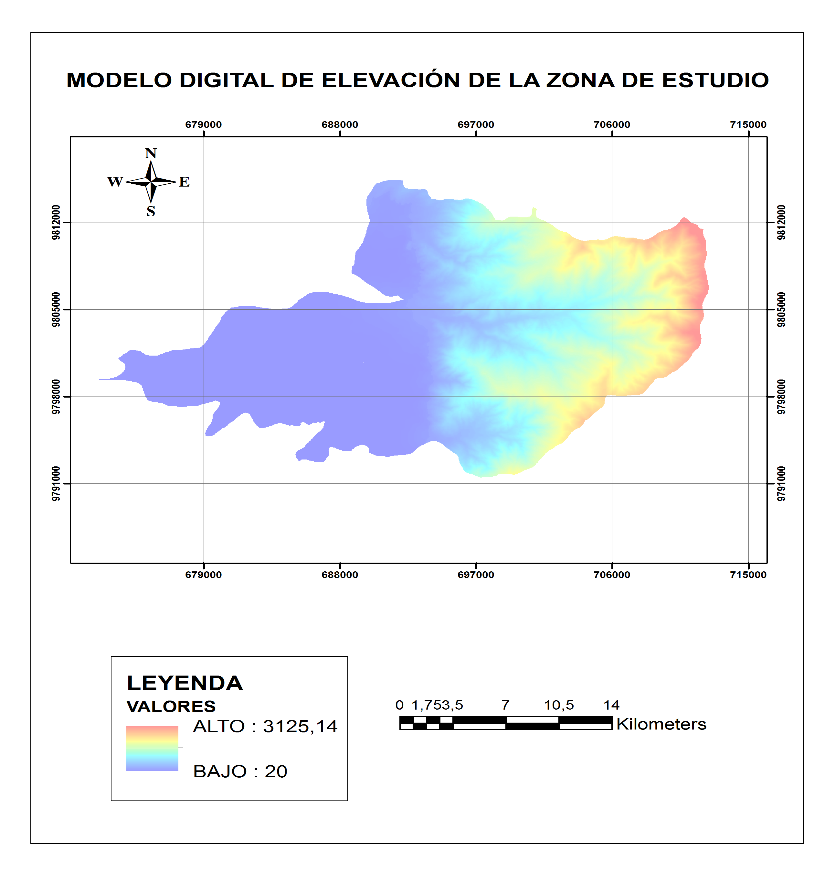 MODELO DIGITAL DE ELEVACIÓN DE LA ZONA DE ESTUDIO
679000 688000 697000 706000 715000
N
W E
S
9812000 9812000
9805000 9805000
9798000 9798000
9791000 9791000
679000 688000 697000 706000 715000
LEYENDA
VALORES
ALTO : 3125,14
BAJO : 20
0 1,753,5 7 10,5 14
Kilometers